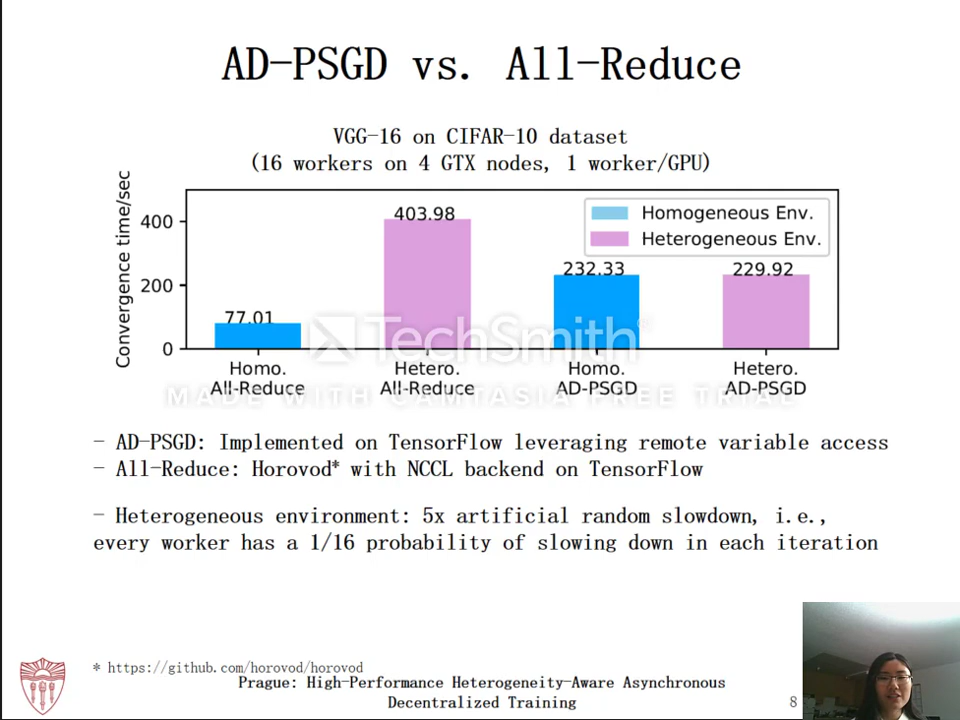 AD-PSGD vs. All-Reduce
VGG-16 on CIFAR-10 dataset
(16 workers on 4 GTX nodes, 1 worker/GPU)
Convergence time/sec
400
200
0
77.01
403.98
232.33
229.92
Homogeneous Env.
Heterogeneous Env.
Homo.
All-Reduce
Hetero.
All-Reduce
Homo.
AD-PSGD
Hetero.
AD-PSGD
TechSmith
MADE WITH CAMTASIA FREE TRIAL
- AD-PSGD: Implemented on TensorFlow leveraging remote variable access
- All-Reduce: Horovod* with NCCL backend on TensorFlow
- Heterogeneous environment: 5x artificial random slowdown, i.e.,
every worker has a 1/16 probability of slowing down in each iteration
* https://github.com/horovod/horovod
Prague: High-Performance Heterogeneity-Aware Asynchronous
Decentralized Training
8